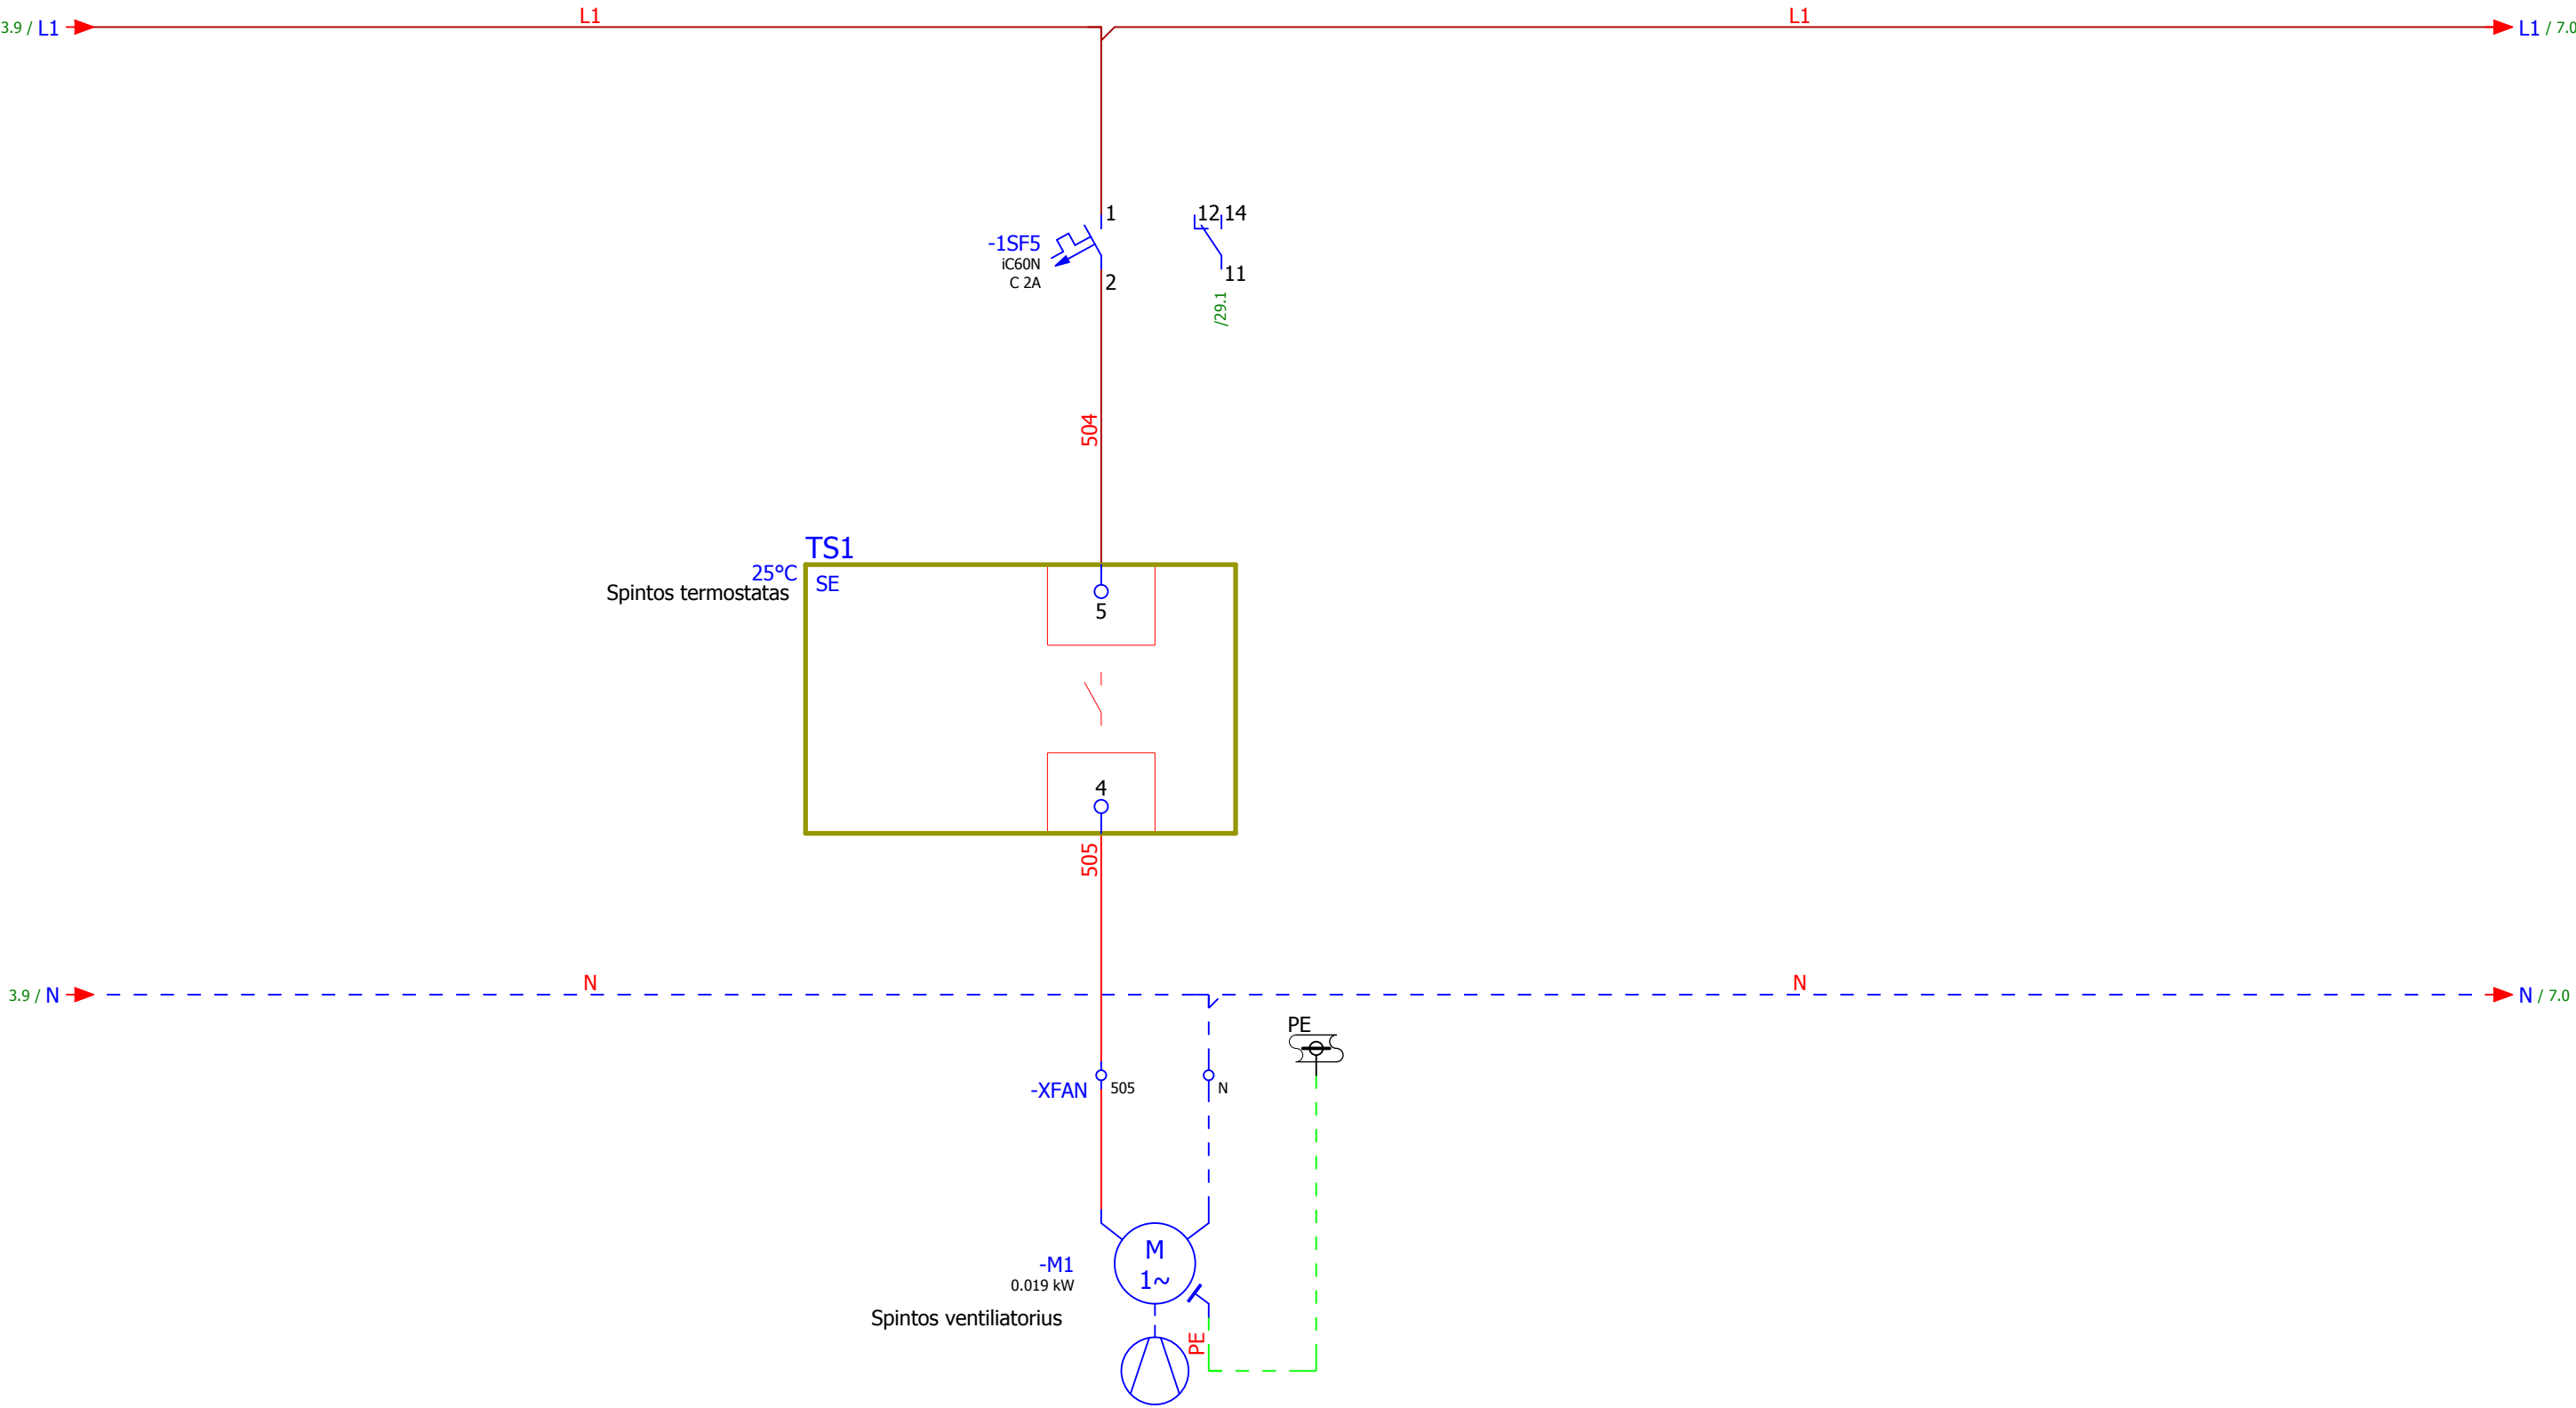 L1
L1
3.9 / L1
L1 / 7.0
1
12 14
-1SF5
iC60N
C 2A
2
11
/29.1
504
TS1
25°C
SE
Spintos termostatas
5
4
505
N
N
3.9 / N
N / 7.0
PE
-XFAN
505
N
M
1~
-M1
0.019 kW
Spintos ventiliatorius
PE